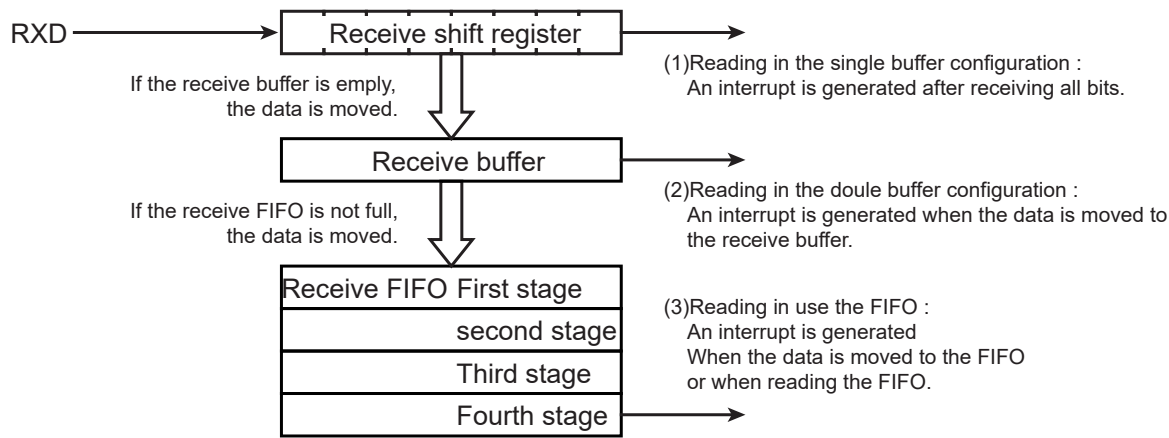 RXD
Receive shift register
(1)Reading in the single buffer configuration :
An interrupt is generated after receiving all bits.
If the receive buffer is emply,
the data is moved.
Receive buffer
(2)Reading in the doule buffer configuration :
An interrupt is generated when the data is moved to
the receive buffer.
If the receive FIFO is not full,
the data is moved.
Receive FIFO First stage
second stage
Third stage
Fourth stage
(3)Reading in use the FIFO :
An interrupt is generated
When the data is moved to the FIFO
or when reading the FIFO.